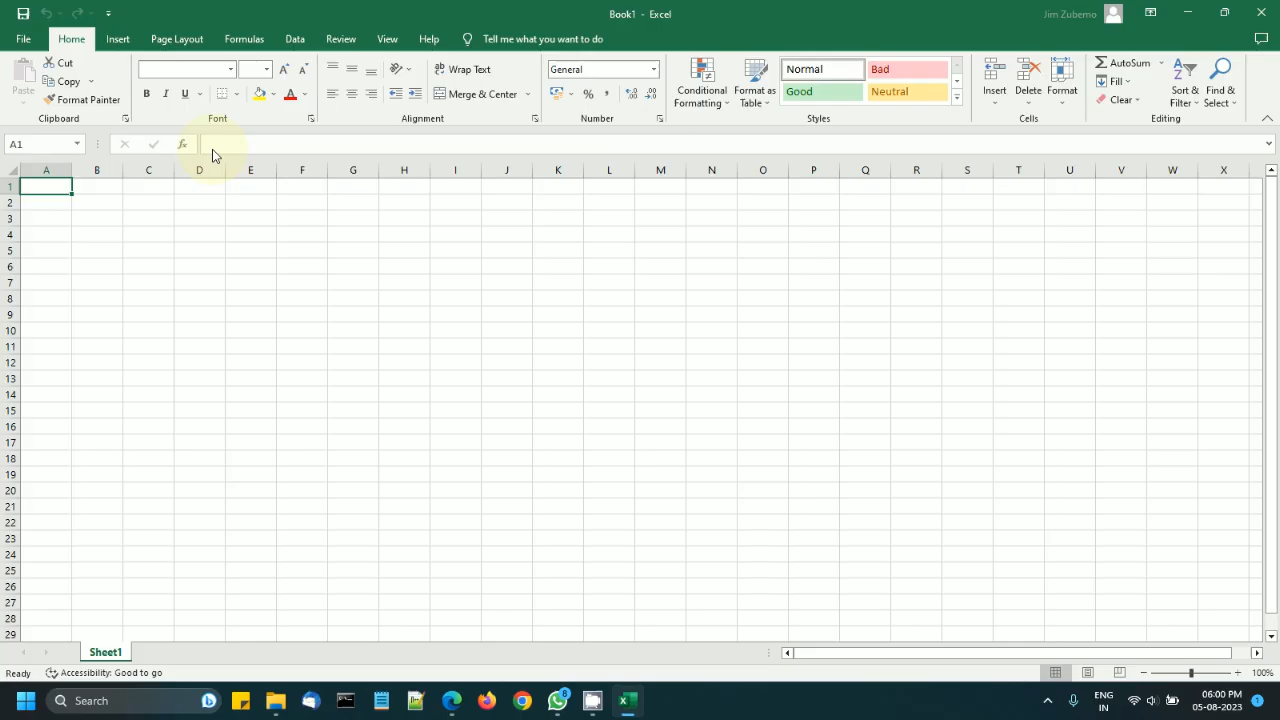 Book1 - Excel
Jim Zubemo
File Home Insert Page Layout Formulas Data Review View Help Tell me what you want to do
Paste
Cut
Copy
Format Painter
Clipboard
B I U A A A
Font
ab
Wrap Text
Merge & Center
Alignment
General
% ,
Number
Conditional Formatting
Format as Table
Normal Bad
Good Neutral
Styles
Insert Delete Format
Cells
AutoSum
Fill
Clear
Sort & Filter
Find & Select
Editing
A1 fx
A B C D E F G H I J K L M N O P Q R S T U V W X
1
2
3
4
5
6
7
8
9
10
11
12
13
14
15
16
17
18
19
20
21
22
23
24
25
26
27
28
29
Sheet1
Ready Accessibility: Good to go 100%
Search 8 ENG IN 06:00 PM 05-08-2023 1